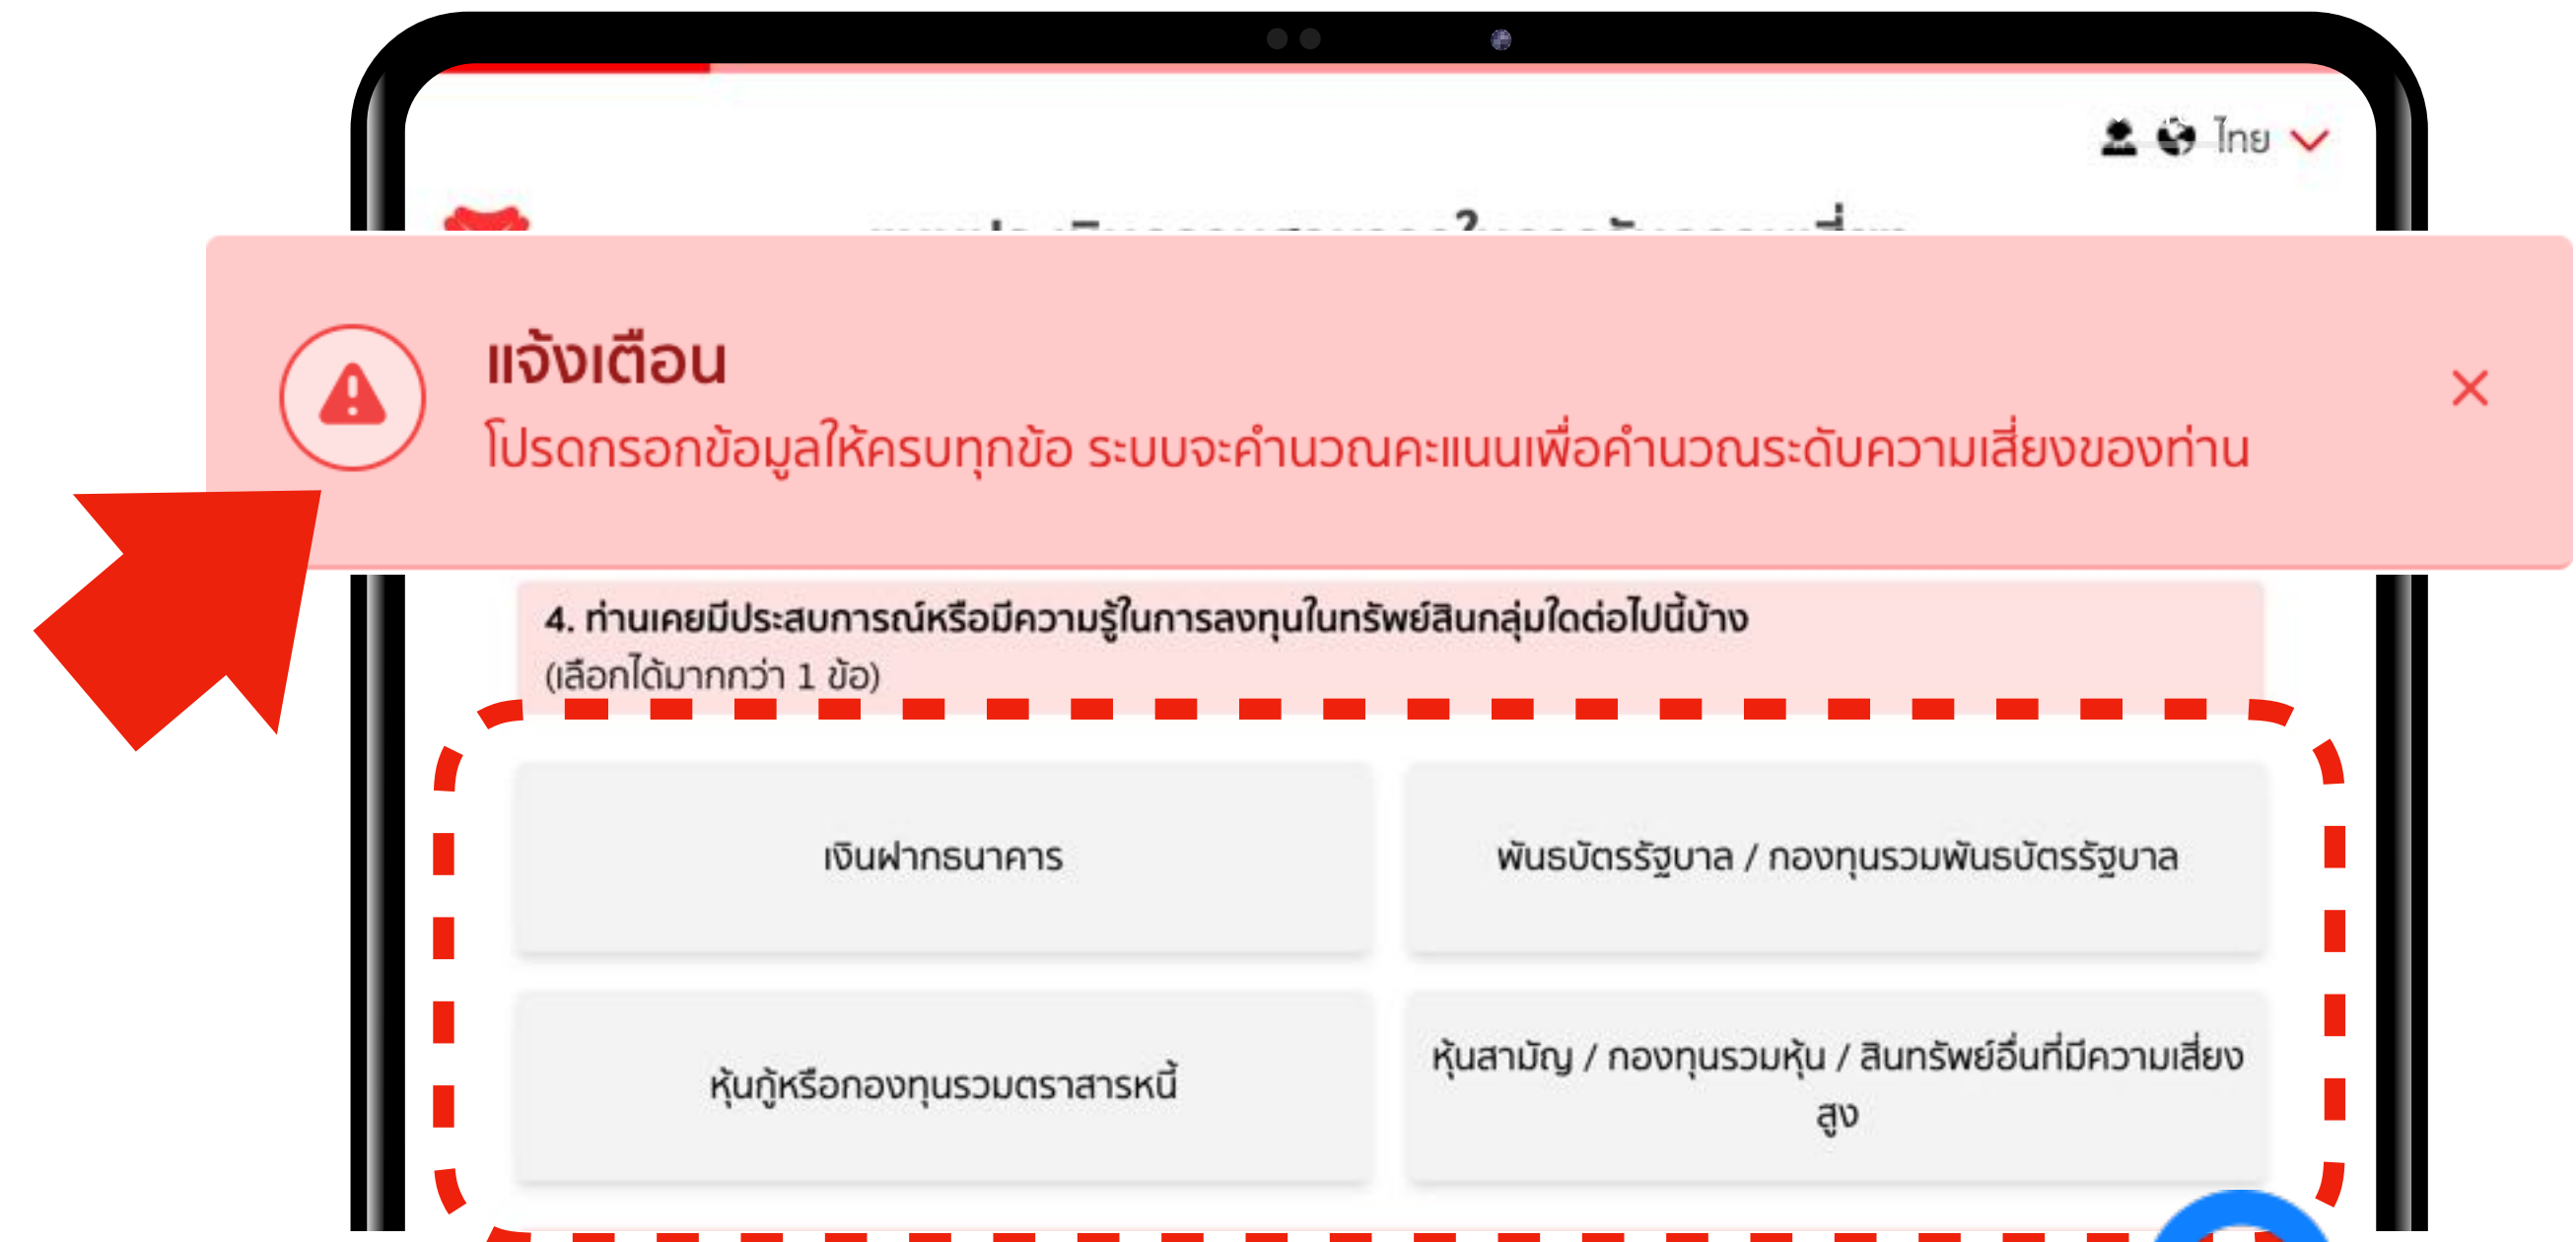 ไทย
แจ้งเตือน
โปรดกรอกข้อมูลให้ครบทุกข้อ ระบบจะคำนวณคะแนนเพื่อคำนวณระดับความเสี่ยงของท่าน
4. ท่านเคยมีประสบการณ์หรือมีความรู้ในการลงทุนในทรัพย์สินกลุ่มใดต่อไปนี้บ้าง
(เลือกได้มากกว่า 1 ข้อ)
เงินฝากธนาคาร
พันธบัตรรัฐบาล / กองทุนรวมพันธบัตรรัฐบาล
หุ้นกู้หรือกองทุนรวมตราสารหนี้
หุ้นสามัญ / กองทุนรวมหุ้น / สินทรัพย์อื่นที่มีความเสี่ยง
สูง